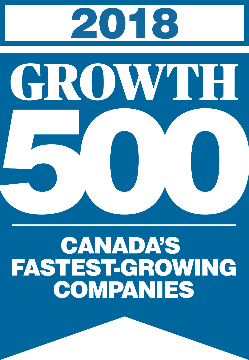 2018
GROWTH
500
CANADA'S
FASTEST-GROWING
COMPANIES